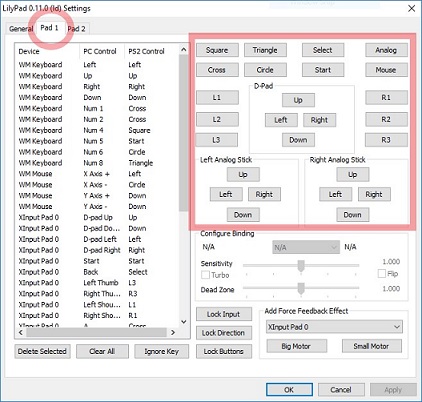 LilyPad 0.11.0 (ld) Settings
General Pad 1 Pad 2
Device PC Control PS2 Control
WM Keyboard Left Left
WM Keyboard Up Up
WM Keyboard Right Right
WM Keyboard Down Down
WM Keyboard Num 1 Cross
WM Keyboard Num 2 Cross
WM Keyboard Num 4 Square
WM Keyboard Num 5 Start
WM Keyboard Num 6 Circle
WM Keyboard Num 8 Triangle
WM Mouse X Axis + Left
WM Mouse X Axis - Circle
WM Mouse Y Axis + Down
WM Mouse Y Axis - Circle
XInput Pad 0 D-pad Up Up
XInput Pad 0 D-pad Do... Down
XInput Pad 0 D-pad Left Left
XInput Pad 0 D-pad Right Right
XInput Pad 0 Start Start
XInput Pad 0 Back Select
XInput Pad 0 Left Thumb L3
XInput Pad 0 Right Thu... R3
XInput Pad 0 Left Shou... L1
XInput Pad 0 Right Sho... R1
XInput Pad 0 A Cross
Delete Selected Clear All Ignore Key
Square Triangle Select Analog
Cross Circle Start Mouse
D-Pad
L1 Up R1
L2 Left Right R2
L3 Down R3
Left Analog Stick Right Analog Stick
Up Up
Left Right Left Right
Down Down
Configure Binding
N/A N/A N/A
Sensitivity 1.000
Turbo Flip
Dead Zone 1.000
Lock Input Add Force Feedback Effect
Lock Direction XInput Pad 0
Lock Buttons Big Motor Small Motor
OK Cancel Apply